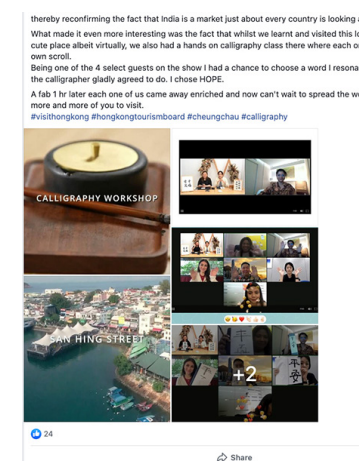 thereby reconfirming the fact that India is a market just about every country is looking
What made it even more interesting was the fact that whilst we learnt and visited this
cute place albeit virtually, we also had a hands on calligraphy class there where each
own scroll.
Being one of the 4 select guests on the show I had a chance to choose a word I
the calligrapher gladly agreed to do. I chose HOPE.
A fab 1 hr later each one of us came away enriched and now can't wait to spread the
more and more of you to visit.
#visithongkong #hongkongtourismboard #cheungchau #calligraphy
CALLIGRAPHY WORKSHOP
SAN HING STREET
+2
平安
24
Share